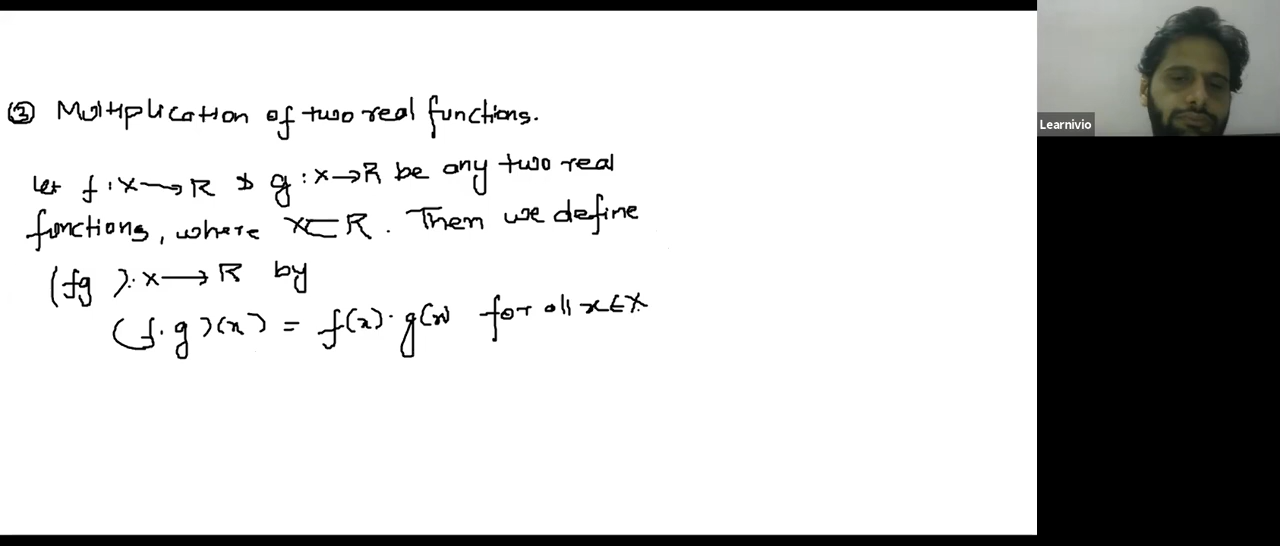 ③ Multiplication of two real functions.
Let f : X → R & g : X → R be any two real
functions, where X ⊂ R. Then we define
(fg) : X → R by
(f·g)(x) = f(x)·g(x) for all x ∈ X.
Learnivio